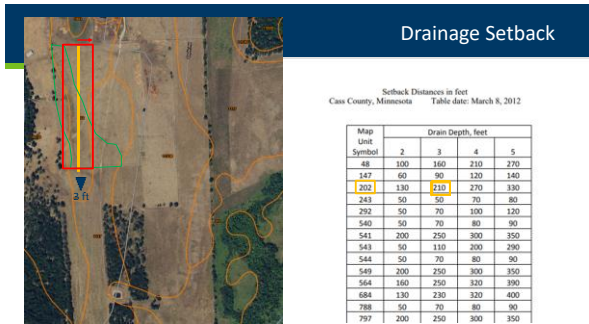 Drainage Setback
3 ft
Setback Distances in feet
Cass County, Minnesota Table date: March 8, 2012
Map Unit Symbol Drain Depth, feet
2 3 4 5
48 100 160 210 270
147 60 90 120 140
202 130 210 270 330
243 50 50 70 80
292 50 70 100 120
540 50 70 80 90
541 200 250 300 350
543 50 110 200 290
544 50 70 80 90
549 200 250 300 350
564 160 250 320 390
684 130 230 320 400
788 50 70 80 90
797 200 250 300 350